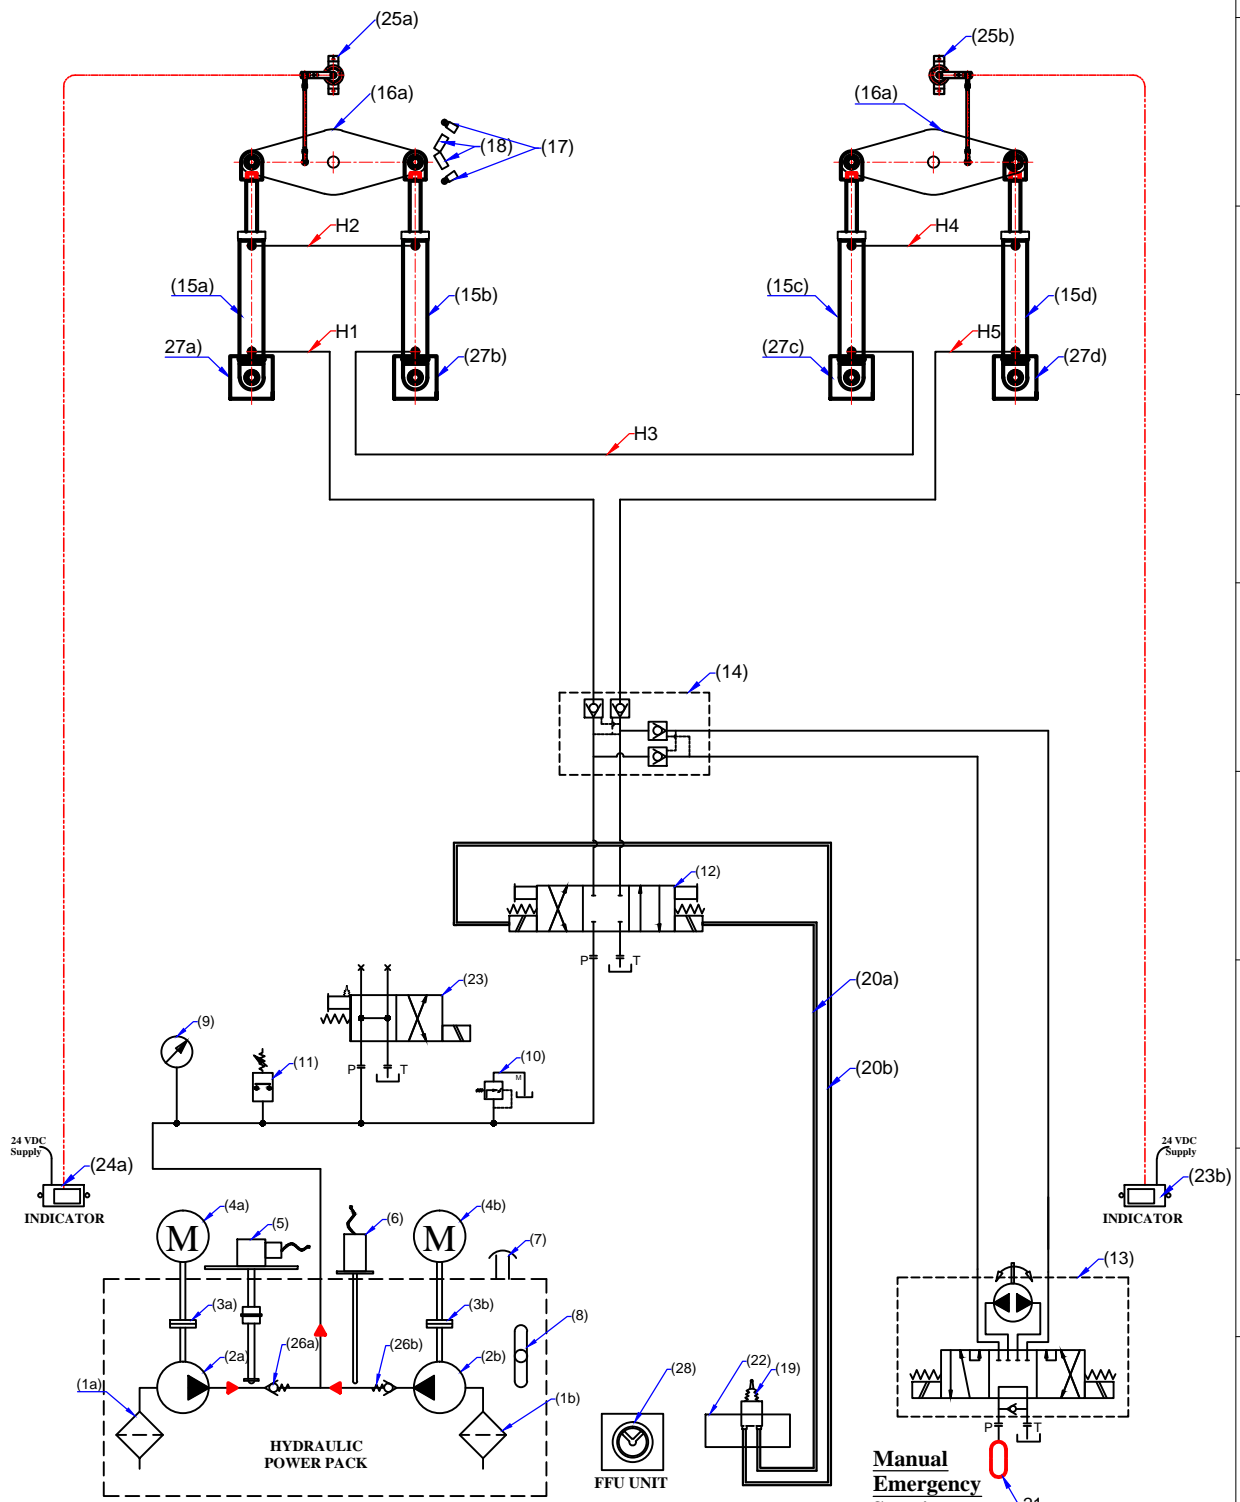 (25a)
(25b)
(16a)
(16a)
(18)
(17)
H2
H4
(15a)
(15b)
(15c)
(15d)
H1
H5
27a)
(27b)
(27c)
(27d)
H3
(14)
(12)
P
T
(20a)
(23)
(9)
(11)
P
T
(10)
M
(20b)
24 VDC
Supply
(24a)
INDICATOR
24 VDC
Supply
(23b)
INDICATOR
(4a)
M
(5)
(6)
(4b)
M
(7)
(13)
(3a)
(3b)
(8)
(26a)
(26b)
(2a)
(2b)
(1a)
(1b)
(28)
(22)
(19)
HYDRAULIC
POWER PACK
FFU UNIT
P
T
Manual
Emergency